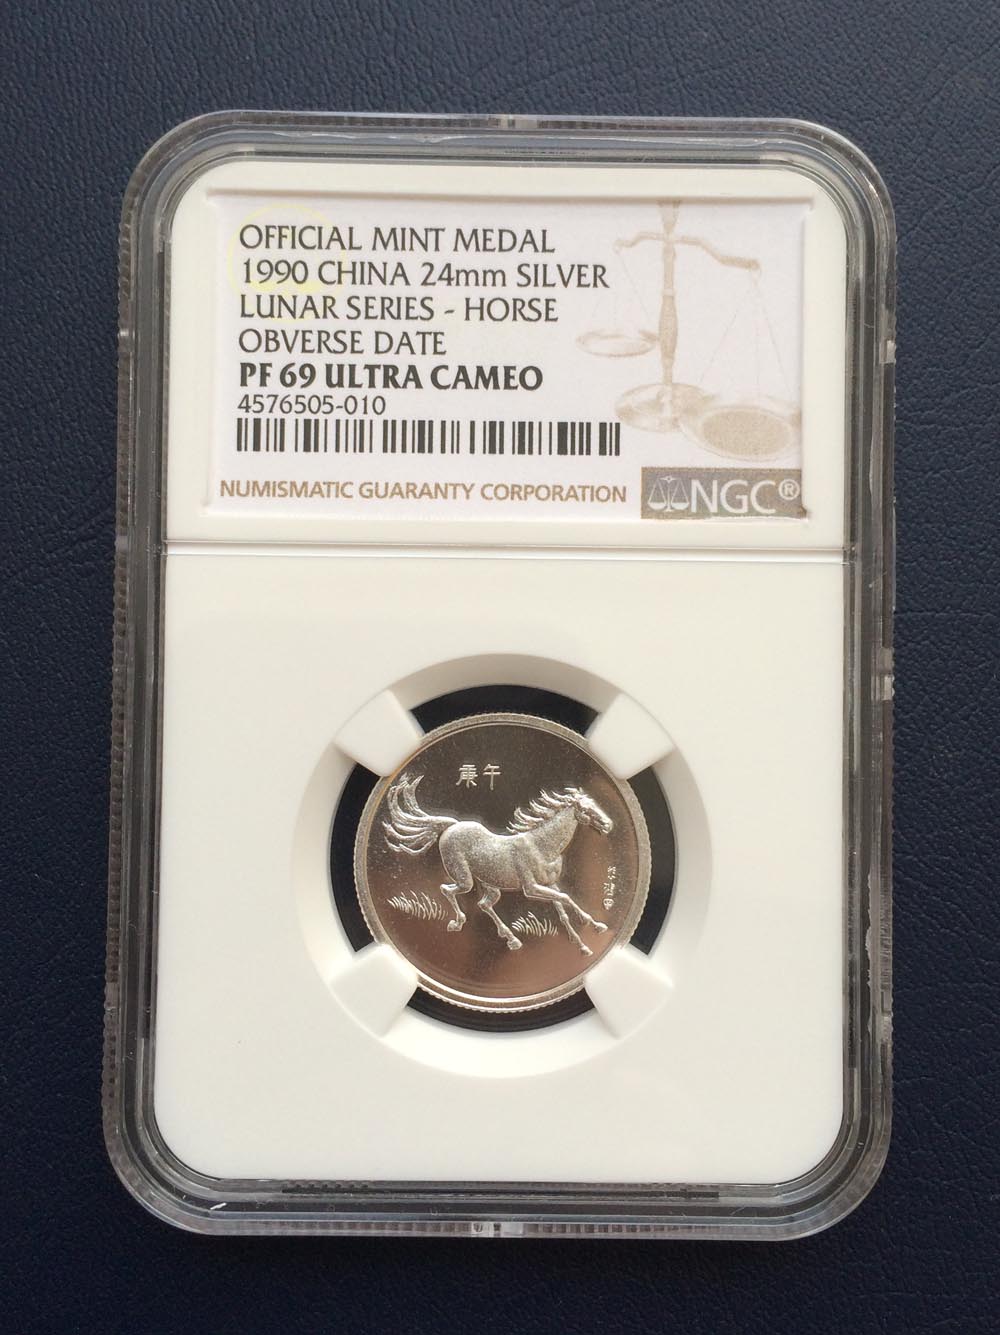 OFFICIAL MINT MEDAL
1990 CHINA 24mm SILVER
LUNAR SERIES - HORSE
OBVERSE DATE
PF 69 ULTRA CAMEO
4576505-010
NUMISMATIC GUARANTY CORPORATION
NGC®
庚午